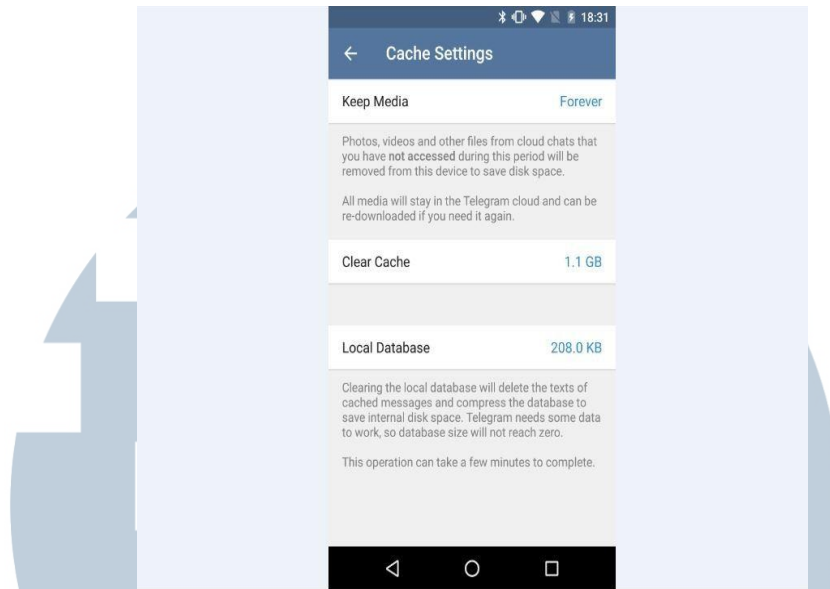 18:31
Cache Settings
Keep Media Forever
Photos, videos and other files from cloud chats that
you have not accessed during this period will be
removed from this device to save disk space.
All media will stay in the Telegram cloud and can be
re-downloaded if you need it again.
Clear Cache 1.1 GB
Local Database 208.0 KB
Clearing the local database will delete the texts of
cached messages and compress the database to
save internal disk space. Telegram needs some data
to work, so database size will not reach zero.
This operation can take a few minutes to complete.